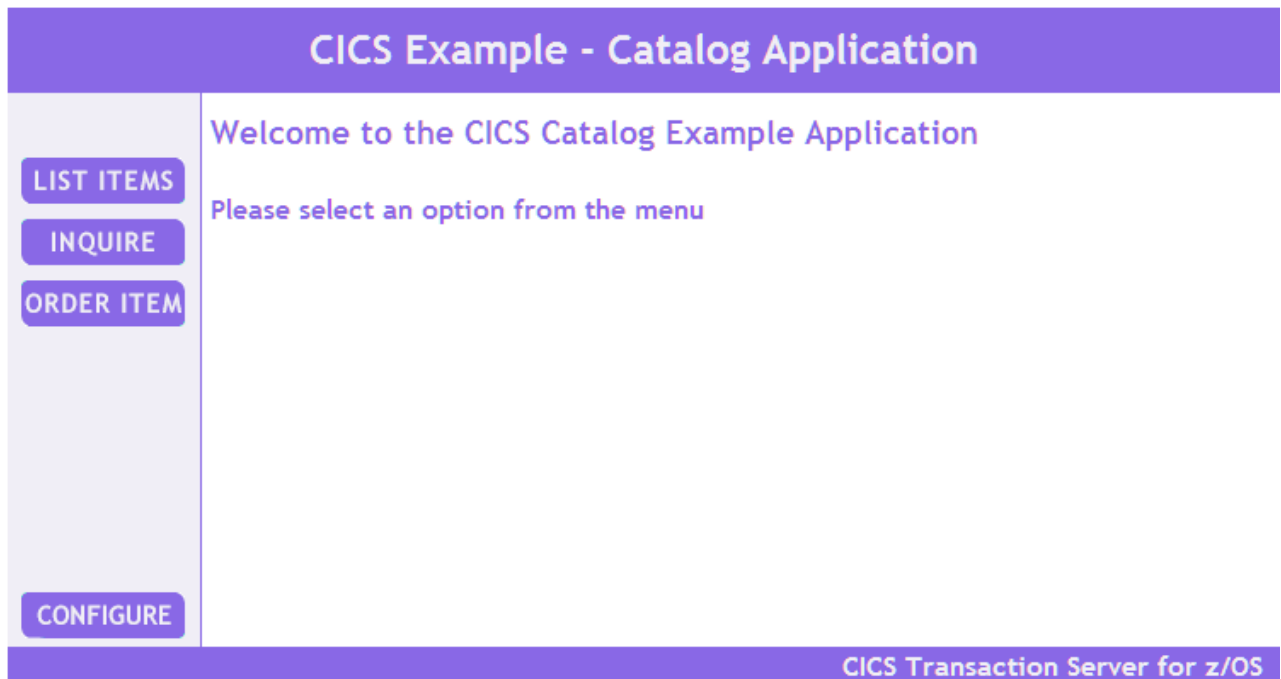 CICS Example - Catalog Application
Welcome to the CICS Catalog Example Application
LIST ITEMS
Please select an option from the menu
INQUIRE
ORDER ITEM
CONFIGURE
CICS Transaction Server for z/OS